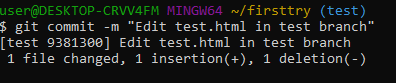 user@DESKTOP-CRVV4FM MINGW64 ~/firsttry (test)
$ git commit -m "Edit test.html in test branch"
[test 9381300] Edit test.html in test branch
 1 file changed, 1 insertion(+), 1 deletion(-)